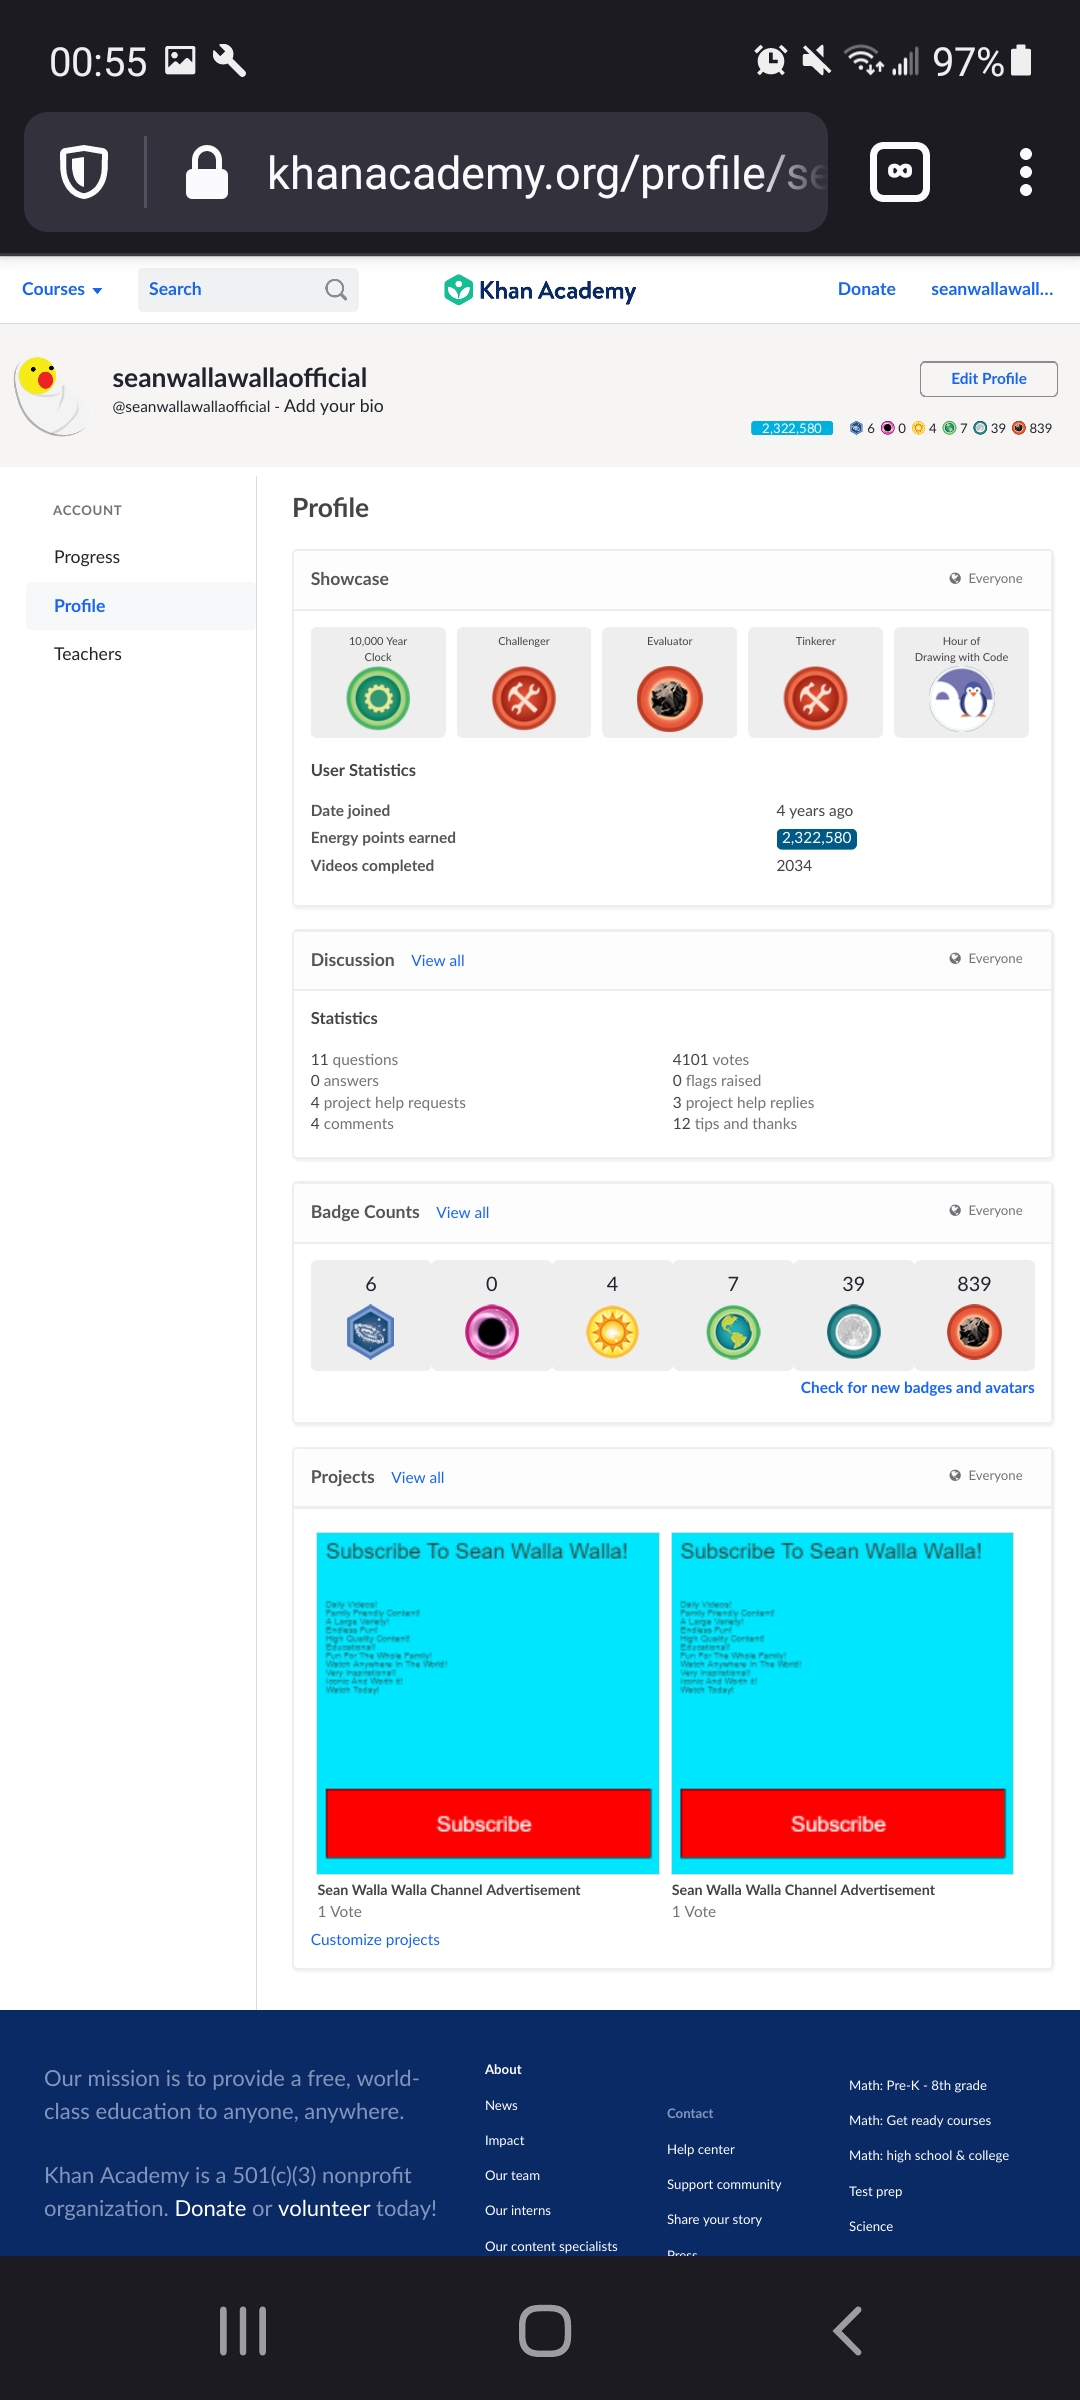 00:55
97%
khanacademy.org/profile/se
Courses
Search
Khan Academy
Donate
seanwallawall...
seanwallawallaofficial
@seanwallawallaofficial - Add your bio
Edit Profile
2,322,580
6 0 4 7 39 839
ACCOUNT
Progress
Profile
Teachers
Profile
Showcase
Everyone
10,000 Year
Clock
Challenger
Evaluator
Tinkerer
Hour of
Drawing with Code
User Statistics
Date joined 4 years ago
Energy points earned 2,322,580
Videos completed 2034
Discussion View all
Everyone
Statistics
11 questions
0 answers
4 project help requests
4 comments
4101 votes
0 flags raised
3 project help replies
12 tips and thanks
Badge Counts View all
Everyone
6 0 4 7 39 839
Check for new badges and avatars
Projects View all
Everyone
Subscribe To Sean Walla Walla!
Daily Videos!
Family Friendly Content!
A Large Variety!
Endless Fun!
High Quality Content!
Educational!
Fun For The Whole Family!
Watch Anywhere In The World!
Very Inspirational!
Iconic And Worth It!
Watch Today!
Subscribe
Sean Walla Walla Channel Advertisement
1 Vote
Subscribe To Sean Walla Walla!
Daily Videos!
Family Friendly Content!
A Large Variety!
Endless Fun!
High Quality Content!
Educational!
Fun For The Whole Family!
Watch Anywhere In The World!
Very Inspirational!
Iconic And Worth It!
Watch Today!
Subscribe
Sean Walla Walla Channel Advertisement
1 Vote
Customize projects
Our mission is to provide a free, world-
class education to anyone, anywhere.
Khan Academy is a 501(c)(3) nonprofit
organization. Donate or volunteer today!
About
News
Impact
Our team
Our interns
Our content specialists
Contact
Help center
Support community
Share your story
Press
Math: Pre-K - 8th grade
Math: Get ready courses
Math: high school & college
Test prep
Science